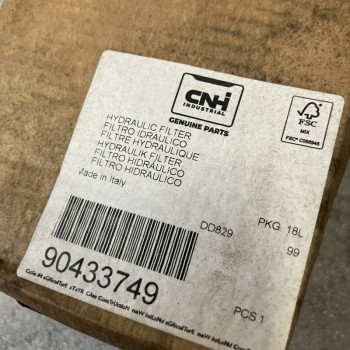 CNH
INDUSTRIAL
GENUINE PARTS
FSC
MIX
HYDRAULIC FILTER
FILTRO IDRAULICO
FILTRE HYDRAULIQUE
HYDRAULIK FILTER
FILTRO HIDRÁULICO
FILTRO HIDRAULICO
Made in Italy
DD829
PKG 18L
99
90433749
PCS 1